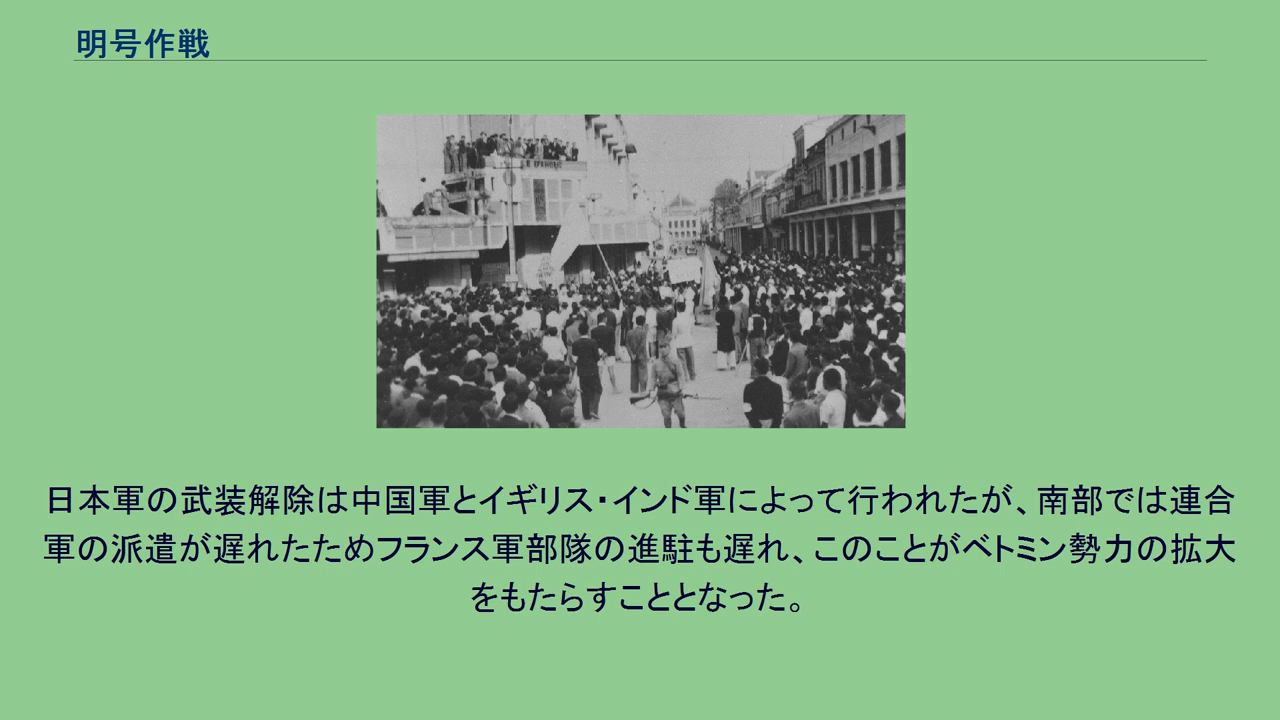 明号作戦
日本軍の武装解除は中国軍とイギリス・インド軍によって行われたが、南部では連合
軍の派遣が遅れたためフランス軍部隊の進駐も遅れ、このことがベトミン勢力の拡大
をもたらすこととなった。